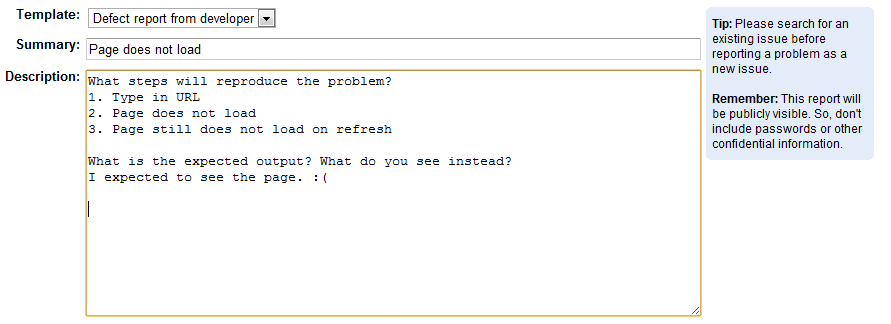 Template: Defect report from developer
Summary: Page does not load
Description:
What steps will reproduce the problem?
1. Type in URL
2. Page does not load
3. Page still does not load on refresh
What is the expected output? What do you see instead?
I expected to see the page. :(
Tip: Please search for an
existing issue before
reporting a problem as a
new issue.
Remember: This report will
be publicly visible. So, don't
include passwords or other
confidential information.